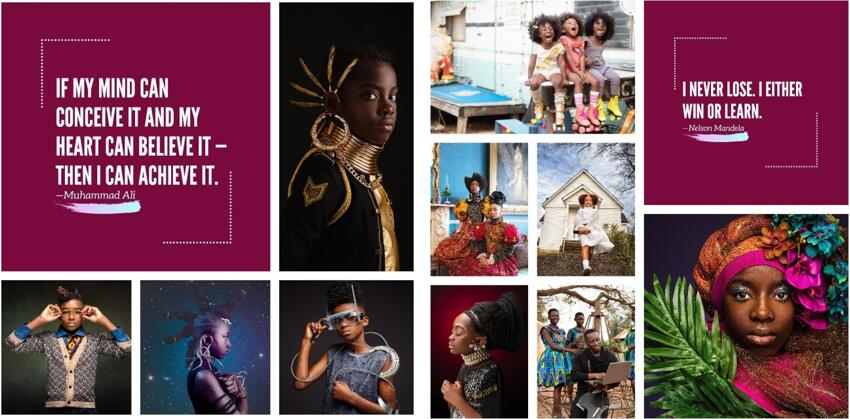 IF MY MIND CAN
CONCEIVE IT AND MY
HEART CAN BELIEVE IT –
THEN I CAN ACHIEVE IT.
—Muhammad Ali
I NEVER LOSE. I EITHER
WIN OR LEARN.
—Nelson Mandela